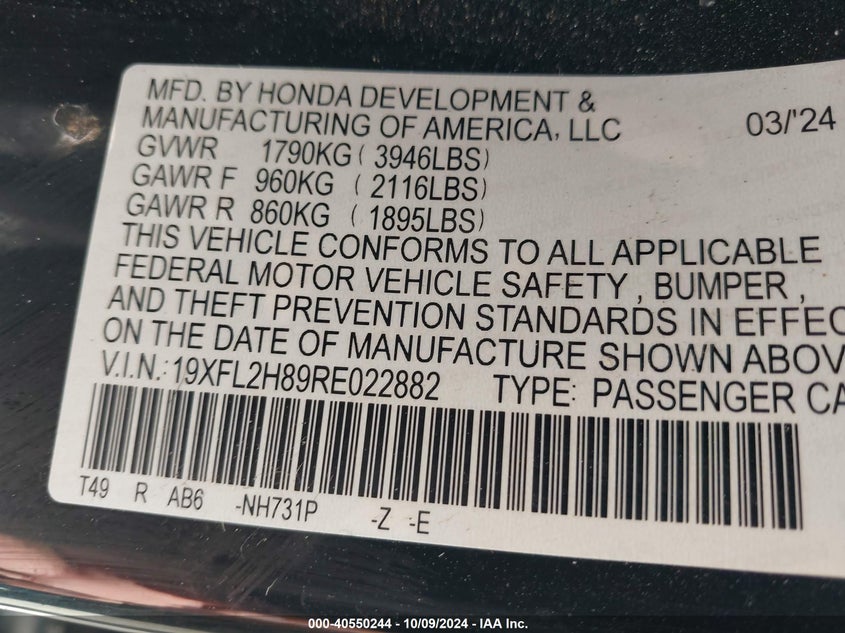 MFD. BY HONDA DEVELOPMENT &
MANUFACTURING OF AMERICA, LLC 03/'24
GVWR 1790KG ( 3946LBS)
GAWR F 960KG ( 2116LBS)
GAWR R 860KG ( 1895LBS)
THIS VEHICLE CONFORMS TO ALL APPLICABLE
FEDERAL MOTOR VEHICLE SAFETY , BUMPER ,
AND THEFT PREVENTION STANDARDS IN EFFEC
ON THE DATE OF MANUFACTURE SHOWN ABOV
V.I.N.: 19XFL2H89RE022882 TYPE: PASSENGER CA
T49 R AB6 -NH731P -Z -E
000-40550244 - 10/09/2024 - IAA Inc.